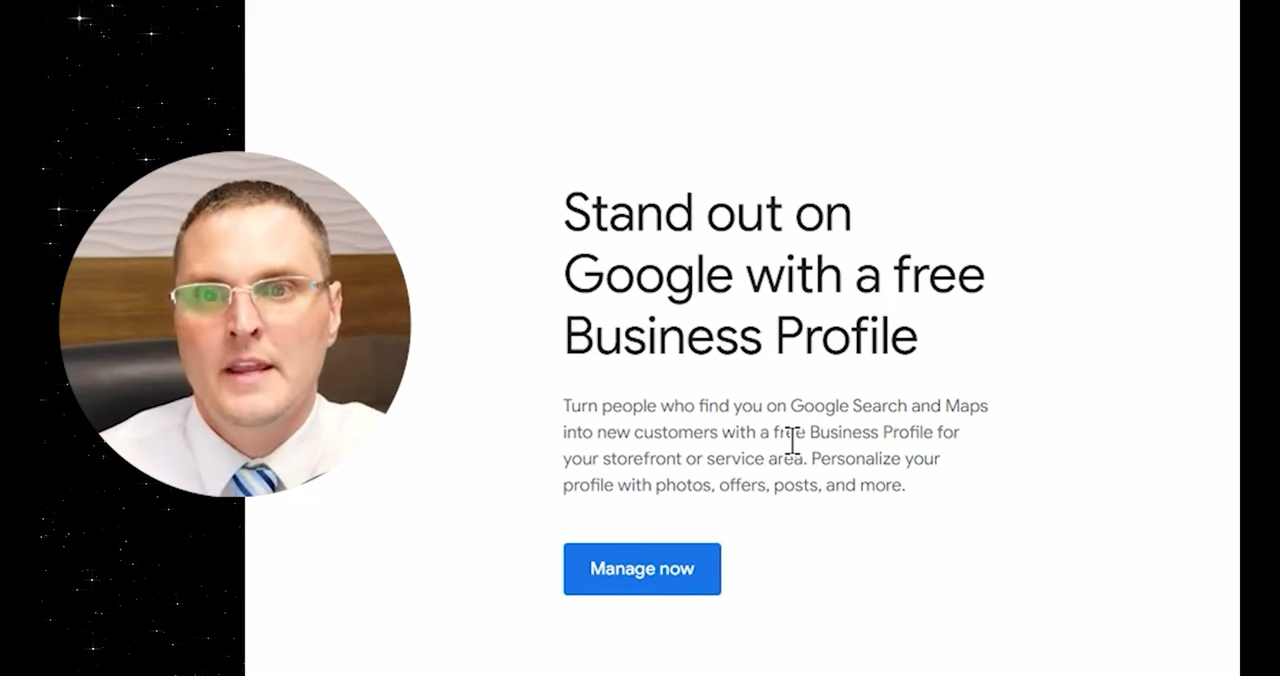 Stand out on
Google with a free
Business Profile
Turn people who find you on Google Search and Maps
into new customers with a free Business Profile for
your storefront or service area. Personalize your
profile with photos, offers, posts, and more.
Manage now